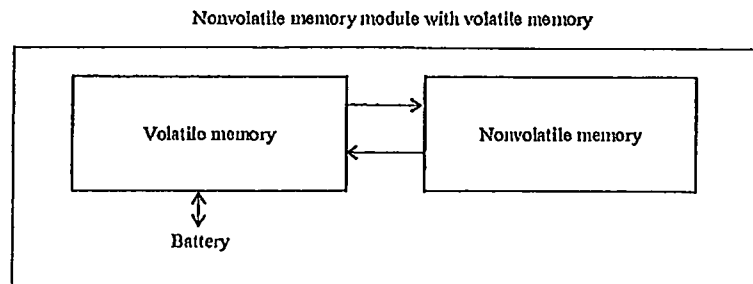 Nonvolatile memory module with volatile memory
Volatile memory
Nonvolatile memory
Battery